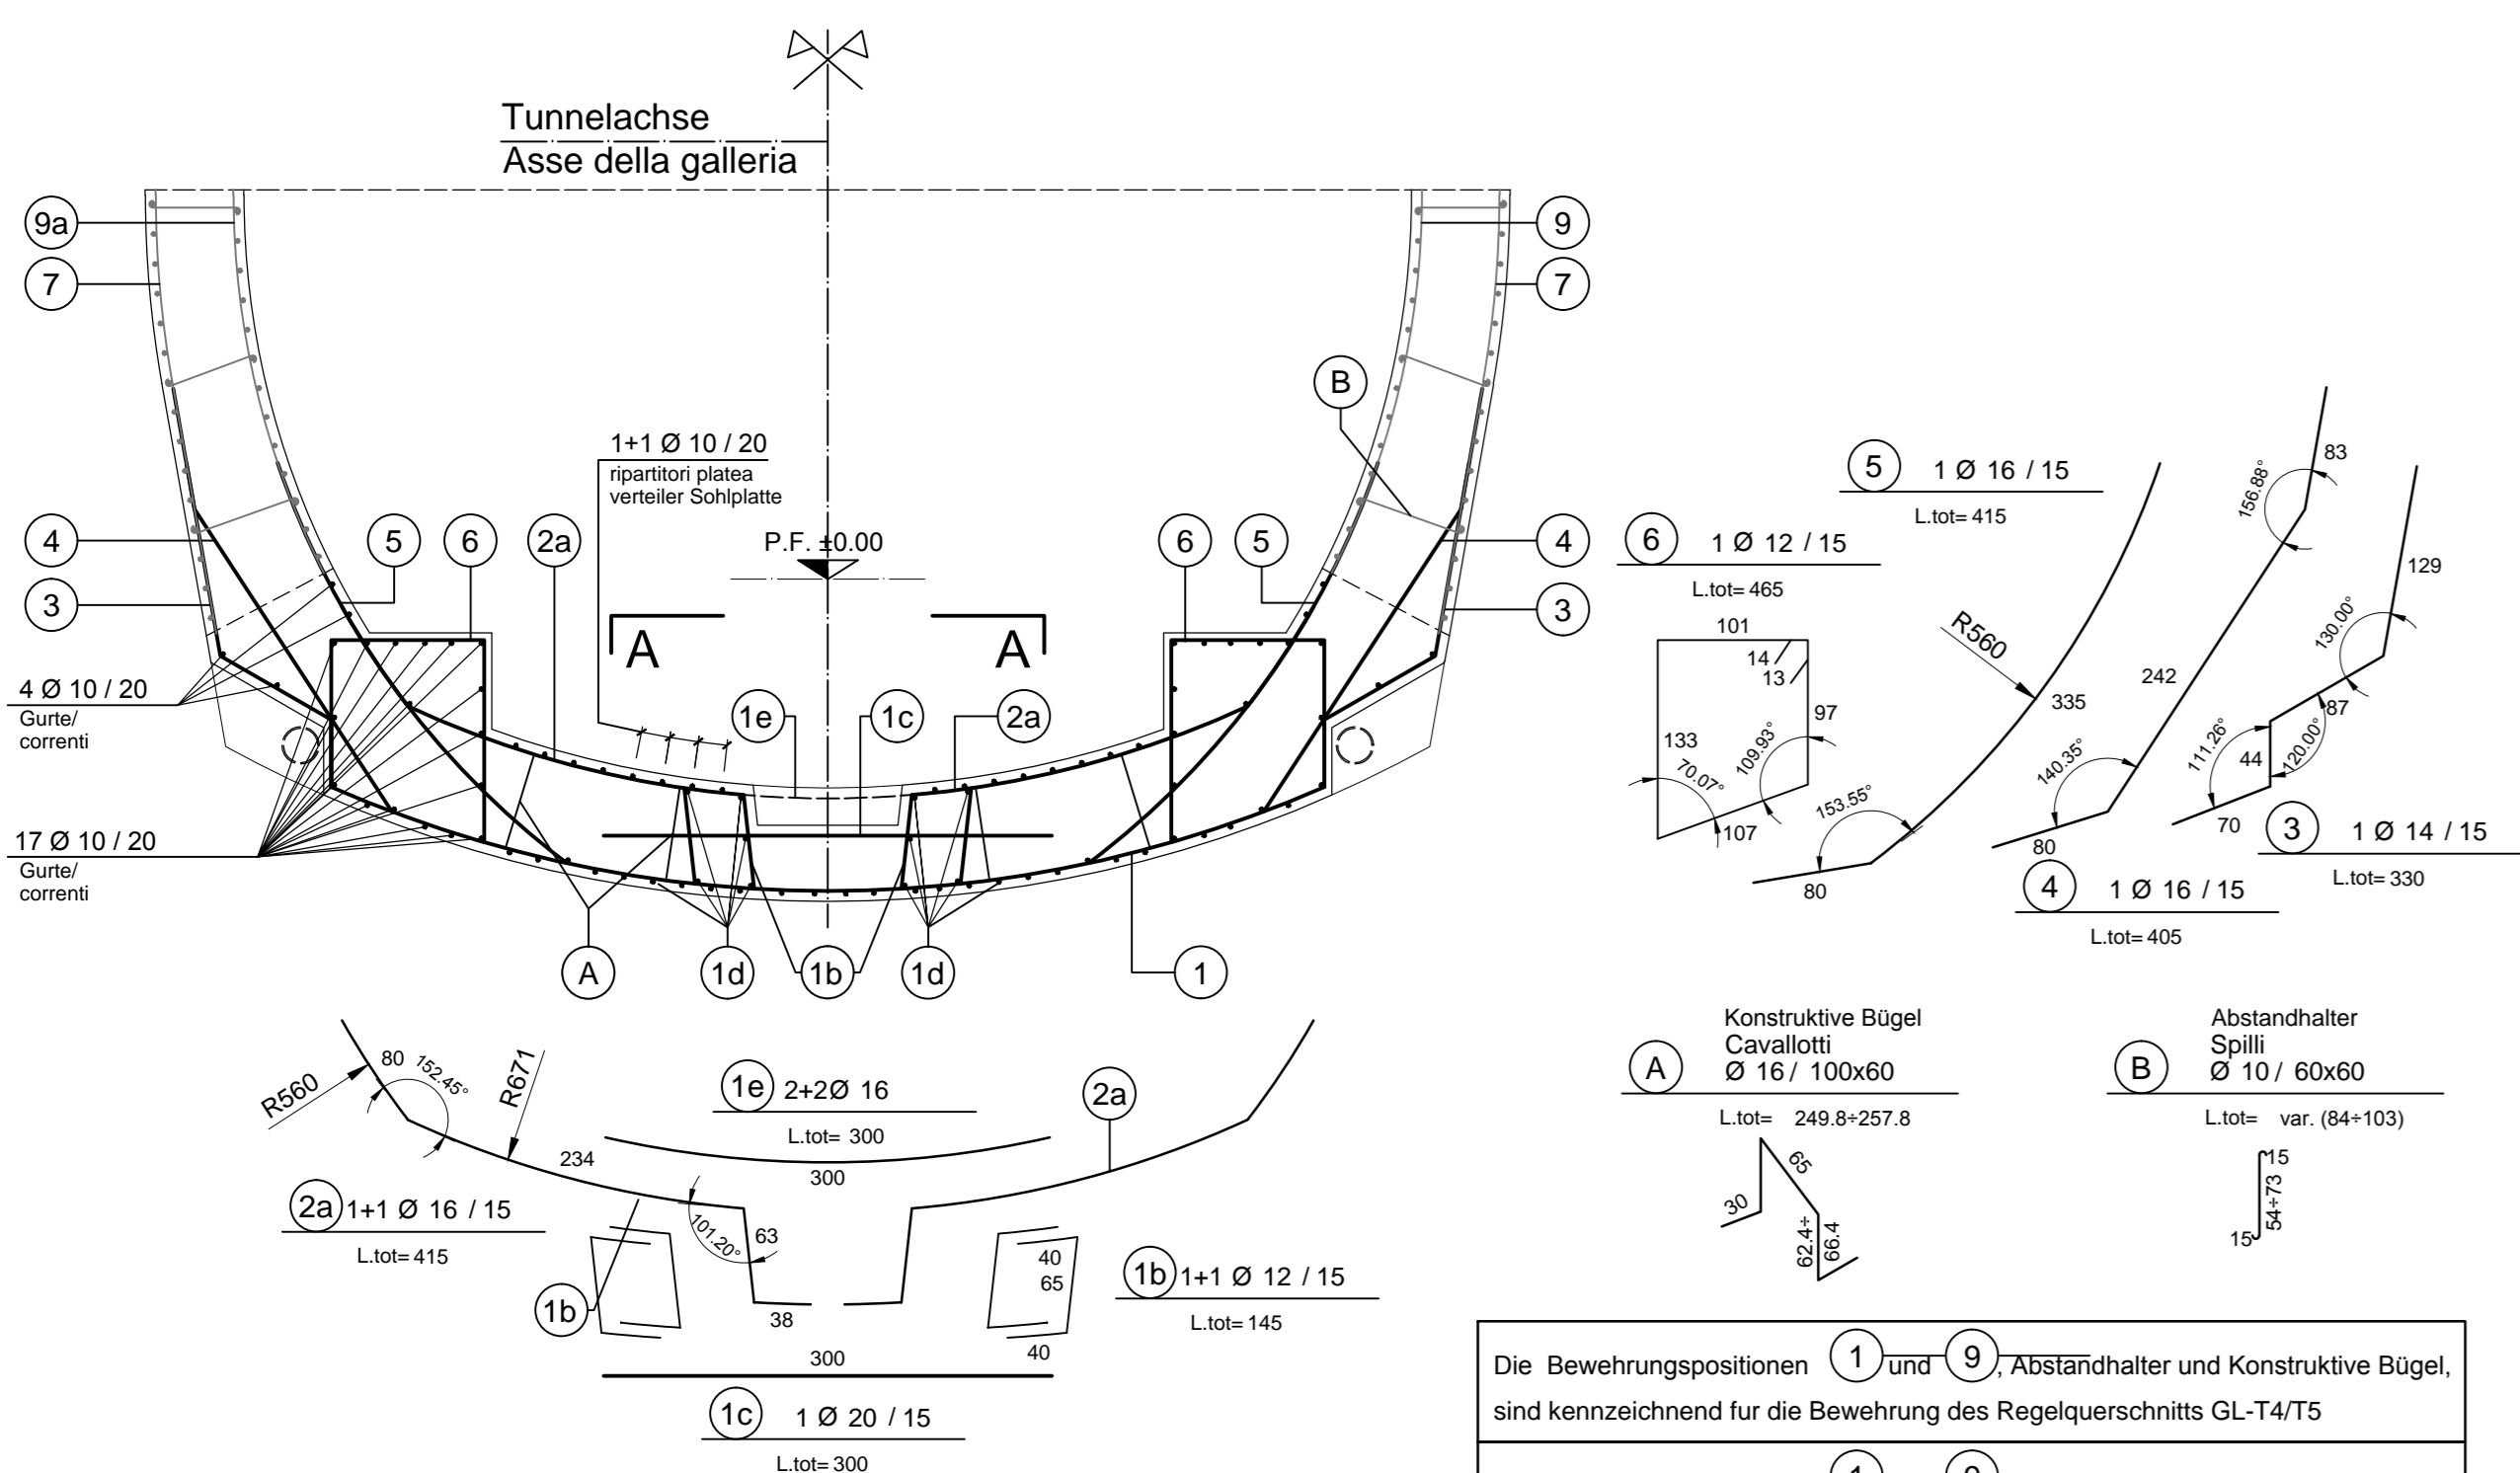 Tunnelachse
Asse della galleria
9a
7
4
3
5
6
2a
1+1 Ø 10 / 20
ripartitori platea
verteiler Sohlplatte
P.F. ±0.00
A
A
B
9
7
6
5
4
3
4 Ø 10 / 20
Gurte/
correnti
17 Ø 10 / 20
Gurte/
correnti
1e
1c
2a
A
1d
1b
1d
1
5
1 Ø 16 / 15
L.tot= 415
R560
335
153.55°
80
6
1 Ø 12 / 15
L.tot= 465
101
14
13
97
133
109.93°
70.07°
107
83
156.88°
242
140.35°
80
4
1 Ø 16 / 15
L.tot= 405
129
130.00°
87
111.26°
44
120.00°
70
3
1 Ø 14 / 15
L.tot= 330
R560
80
152.45°
R671
234
2a
1+1 Ø 16 / 15
L.tot= 415
1e
2+2Ø 16
L.tot= 300
300
2a
101.20°
63
38
1b
40
65
40
1b
1+1 Ø 12 / 15
L.tot= 145
300
1c
1 Ø 20 / 15
L.tot= 300
Konstruktive Bügel
Cavallotti
A
Ø 16 / 100x60
L.tot= 249.8÷257.8
30
65
62.4÷
66.4
Abstandhalter
Spilli
B
Ø 10 / 60x60
L.tot= var. (84÷103)
15
54÷73
15
Die Bewehrungspositionen 1 und 9, Abstandhalter und Konstruktive Bügel,
sind kennzeichnend fur die Bewehrung des Regelquerschnitts GL-T4/T5